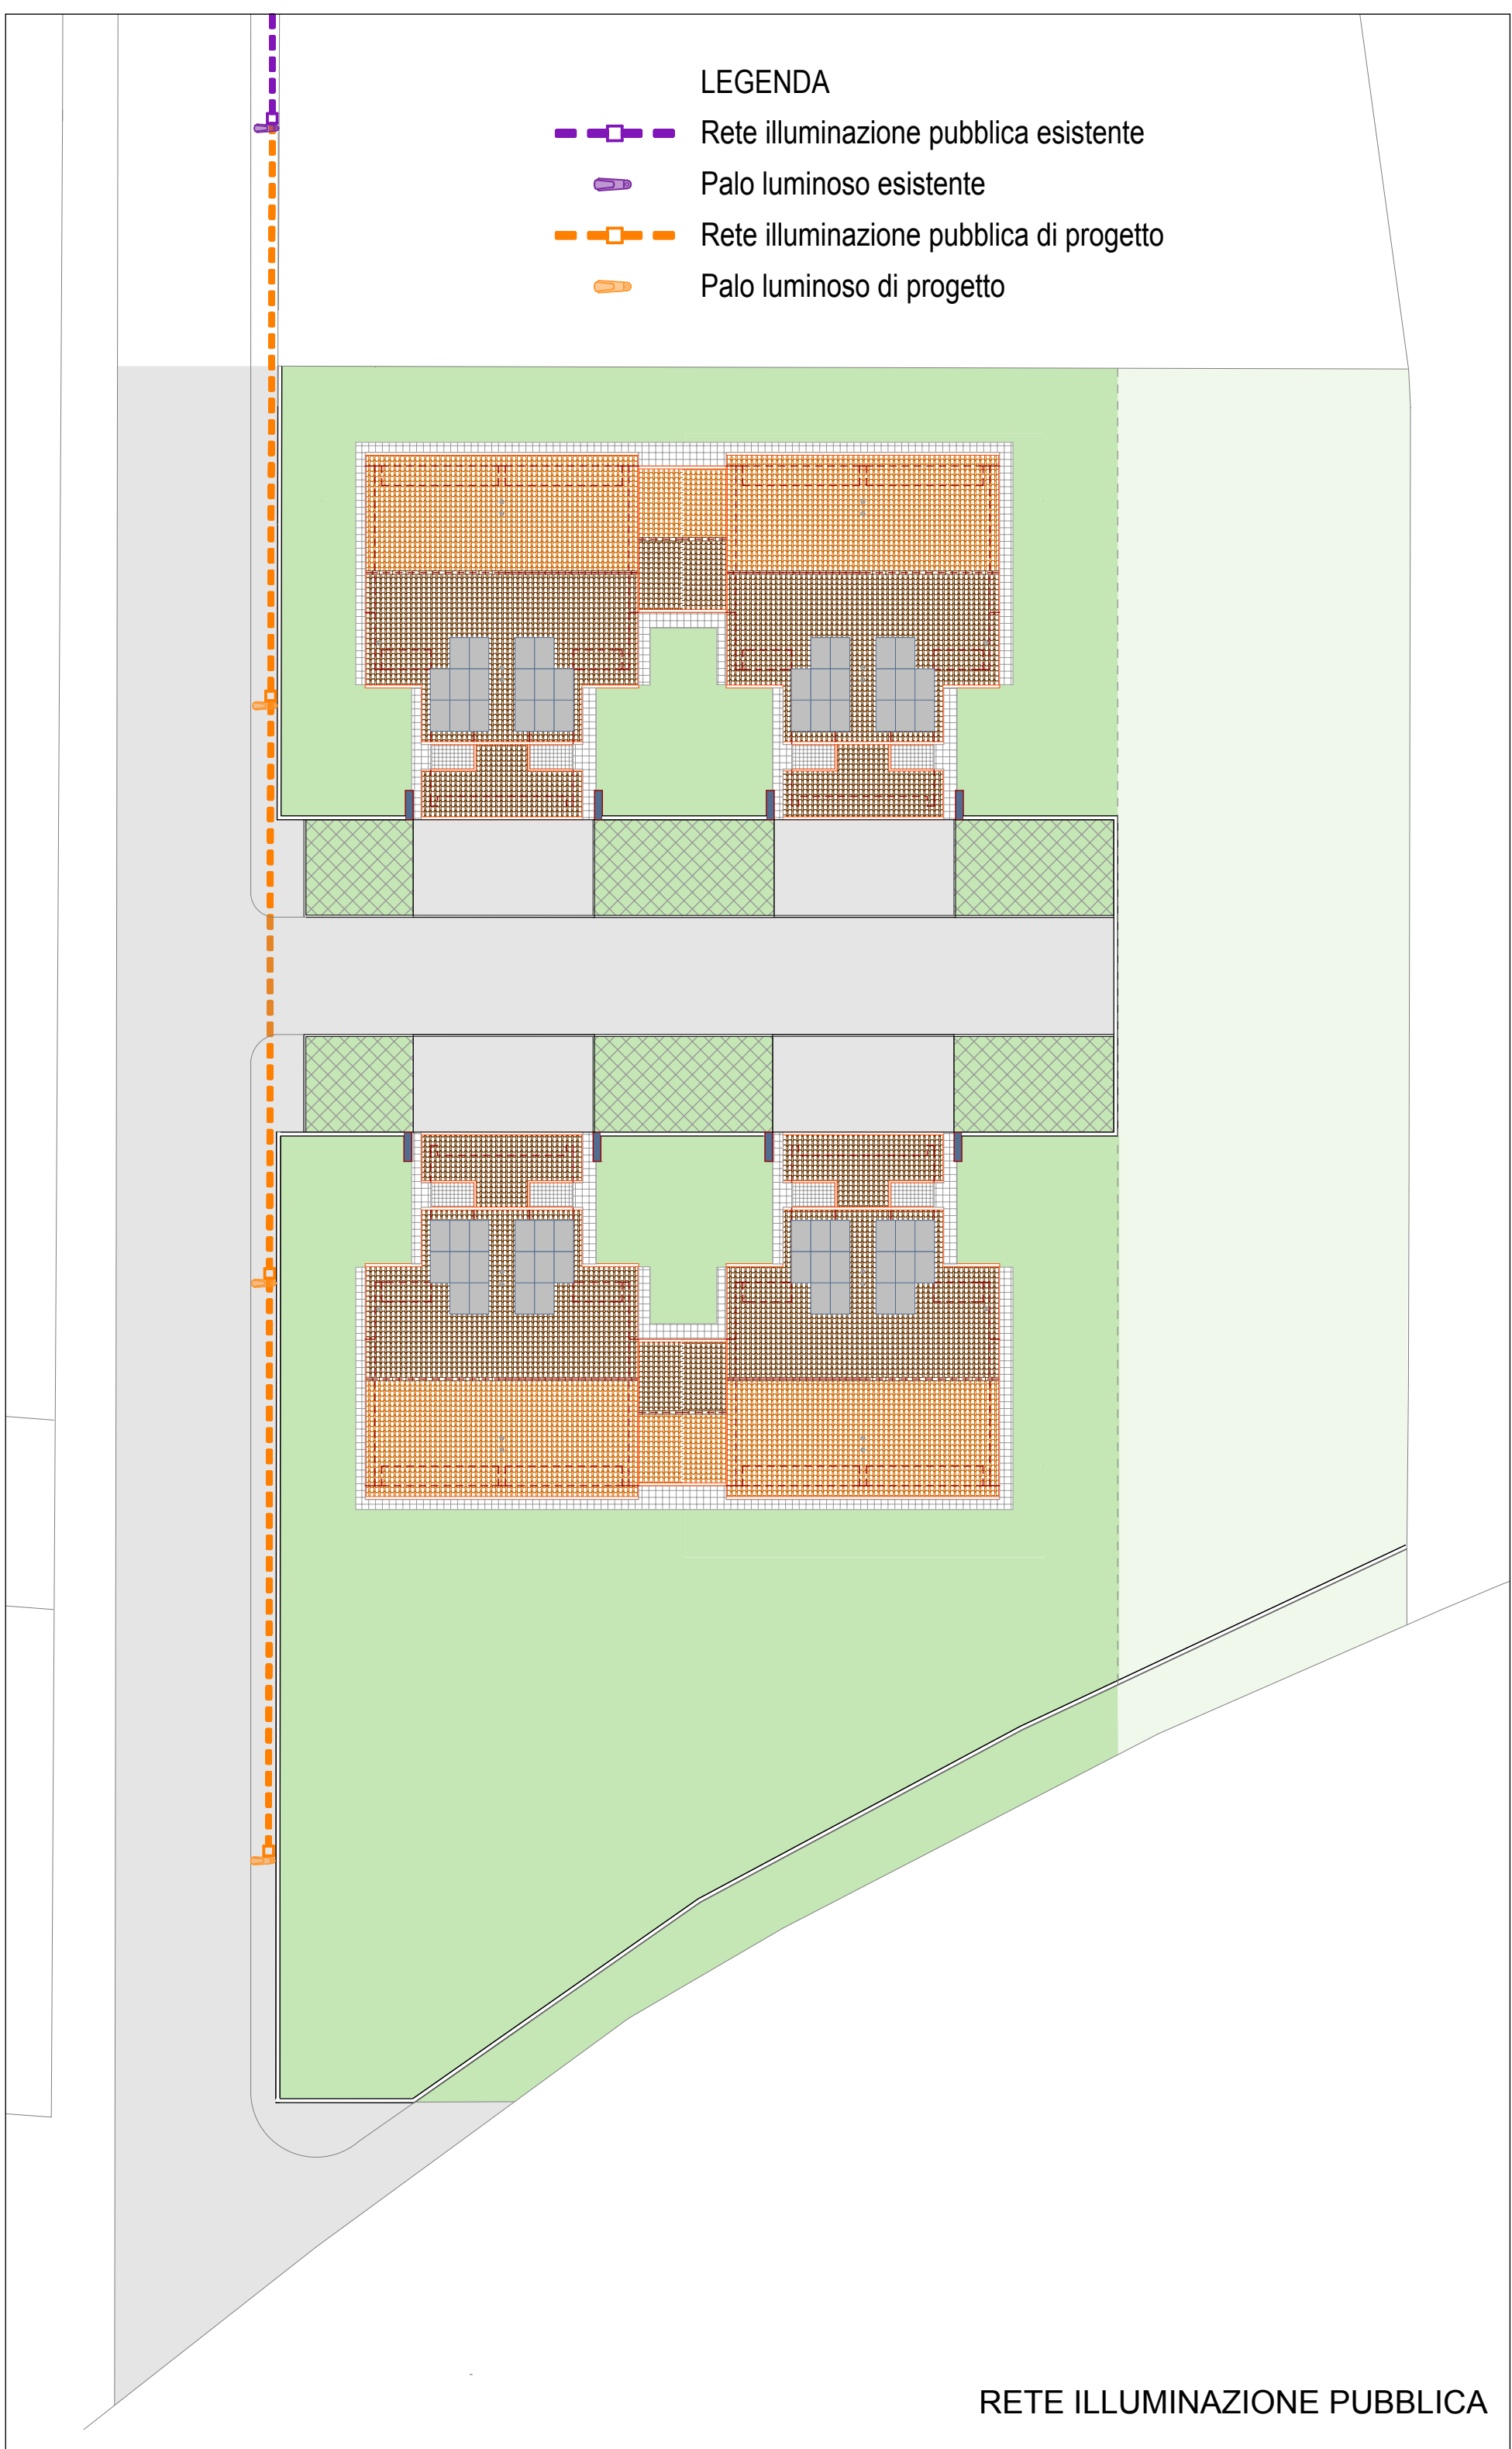 LEGENDA
Rete illuminazione pubblica esistente
Palo luminoso esistente
Rete illuminazione pubblica di progetto
Palo luminoso di progetto
RETE ILLUMINAZIONE PUBBLICA